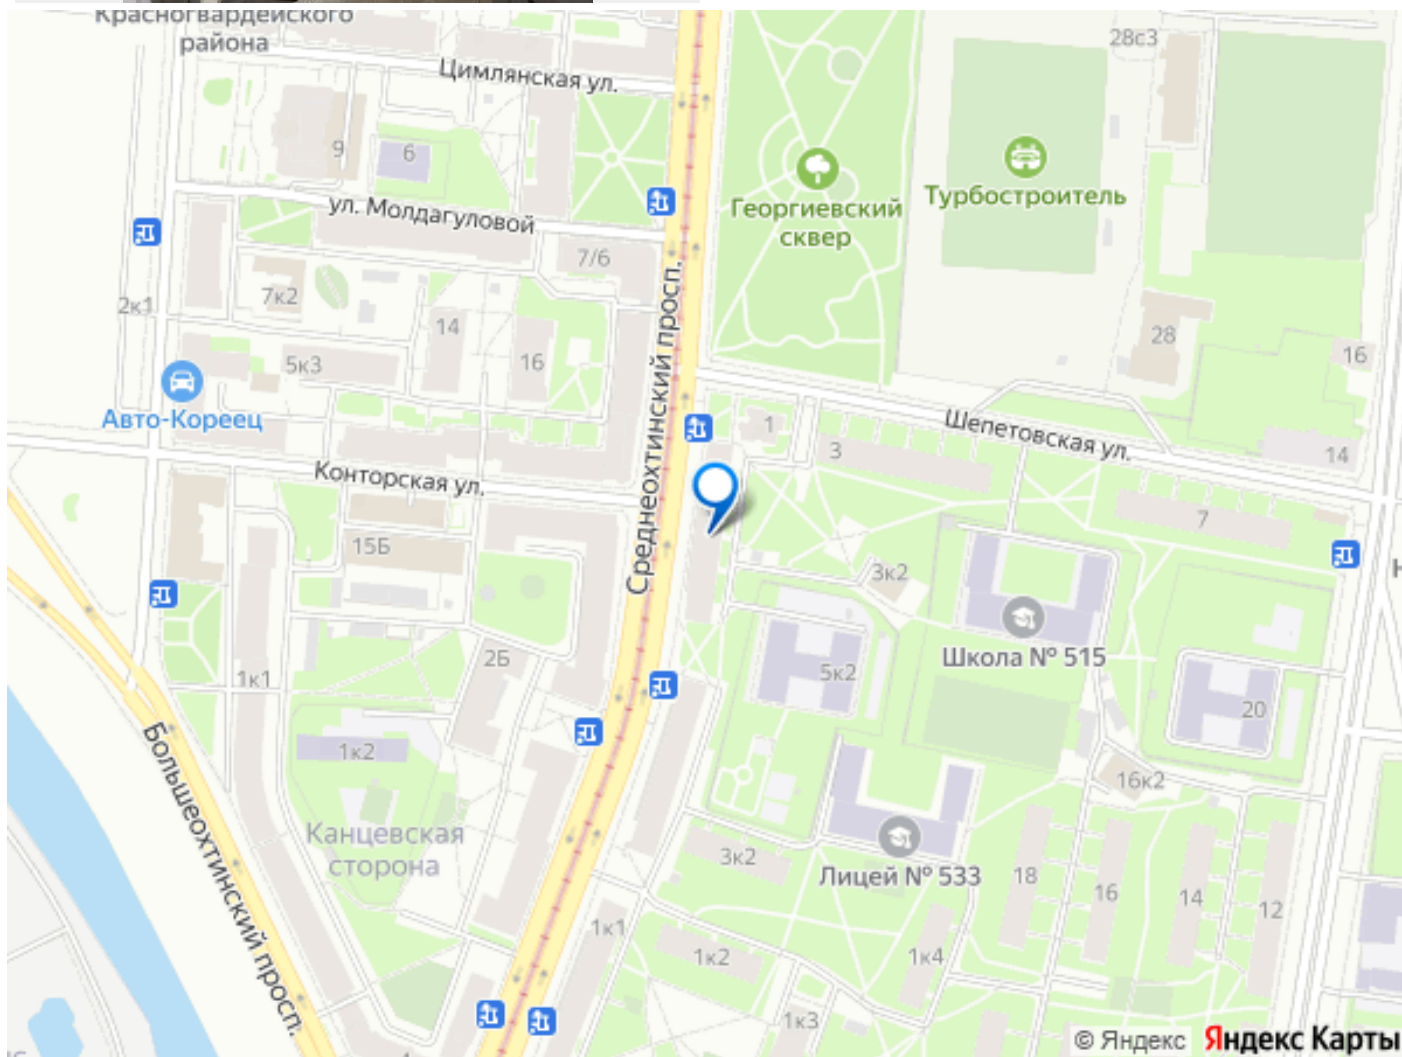 Красногвардейского
района
Цимлянская ул.
28с3
9
6
Георгиевский
сквер
Турбостроитель
ул. Молдагуловой
7/6
2к1
7к2
14
16
5к3
28
16
Авто-Кореец
Среднеохтинский просп.
Шепетовская ул.
1
3
14
Конторская ул.
7
15Б
3к2
Школа № 515
2Б
5к2
1к1
20
1к2
16к2
Большеохтинский просп.
Канцевская
сторона
3к2
Лицей № 533
18
16
14
12
1к1
1к2
1к4
1к3
© Яндекс Яндекс Карты